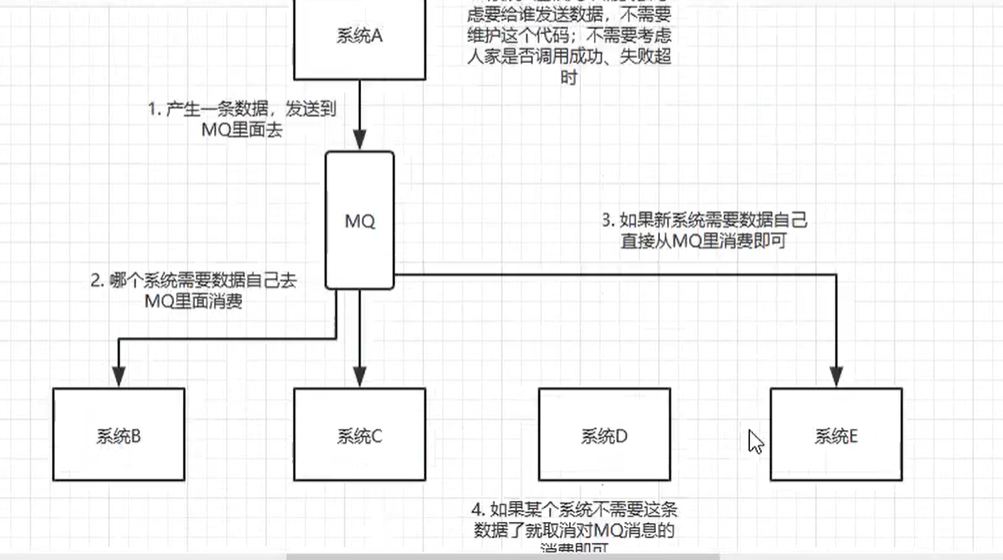 系统A
虑要给谁发送数据，不需要
维护这个代码；不需要考虑
人家是否调用成功、失败超
时
1. 产生一条数据，发送到
MQ里面去
MQ
3. 如果新系统需要数据自己
直接从MQ里消费即可
2. 哪个系统需要数据自己去
MQ里面消费
系统B
系统C
系统D
系统E
4. 如果某个系统不需要这条
数据了就取消对MQ消息的
消费即可